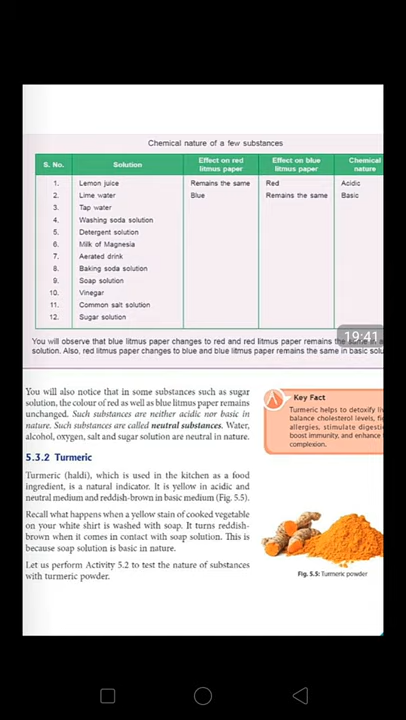 Chemical nature of a few substances
S. No. Solution Effect on red litmus paper Effect on blue litmus paper Chemical nature
1. Lemon juice Remains the same Red Acidic
2. Lime water Blue Remains the same Basic
3. Tap water
4. Washing soda solution
5. Detergent solution
6. Milk of Magnesia
7. Aerated drink
8. Baking soda solution
9. Soap solution
10. Vinegar
11. Common salt solution
12. Sugar solution
19:41
You will observe that blue litmus paper changes to red and red litmus paper remains the same in a
solution. Also, red litmus paper changes to blue and blue litmus paper remains the same in basic solu
You will also notice that in some substances such as sugar
solution, the colour of red as well as blue litmus paper remains
unchanged. Such substances are neither acidic nor basic in
nature. Such substances are called neutral substances. Water,
alcohol, oxygen, salt and sugar solution are neutral in nature.
5.3.2 Turmeric
Turmeric (haldi), which is used in the kitchen as a food
ingredient, is a natural indicator. It is yellow in acidic and
neutral medium and reddish-brown in basic medium (Fig. 5.5).
Recall what happens when a yellow stain of cooked vegetable
on your white shirt is washed with soap. It turns reddish-
brown when it comes in contact with soap solution. This is
because soap solution is basic in nature.
Let us perform Activity 5.2 to test the nature of substances
with turmeric powder.
Key Fact
Turmeric helps to detoxify liv
balance cholesterol levels, fi
allergies, stimulate digesti
boost immunity, and enhance
complexion.
Fig. 5.5: Turmeric powder